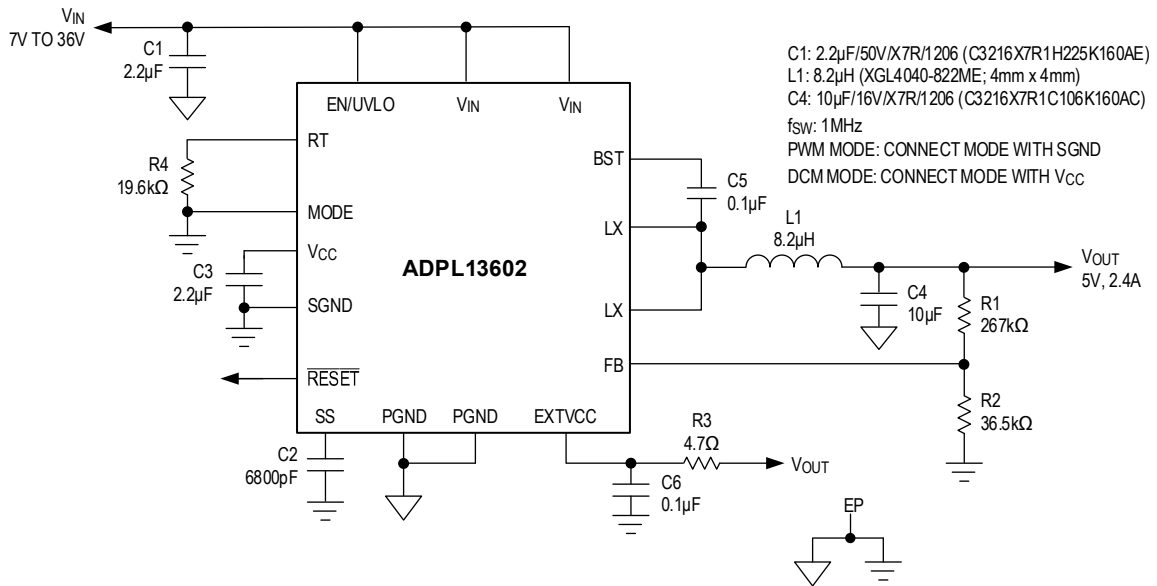 VIN
7V TO 36V
C1
2.2µF
C1: 2.2µF/50V/X7R/1206 (C3216X7R1H225K160AE)
L1: 8.2µH (XGL4040-822ME; 4mm x 4mm)
C4: 10µF/16V/X7R/1206 (C3216X7R1C106K160AC)
fSW: 1MHz
PWM MODE: CONNECT MODE WITH SGND
DCM MODE: CONNECT MODE WITH VCC
EN/UVLO
VIN
VIN
RT
R4
19.6kΩ
MODE
VCC
C3
2.2µF
SGND
RESET
ADPL13602
BST
C5
0.1µF
LX
L1
8.2µH
LX
FB
VOUT
5V, 2.4A
C4
10µF
R1
267kΩ
R2
36.5kΩ
SS
PGND
PGND
EXTVCC
C2
6800pF
R3
4.7Ω
VOUT
C6
0.1µF
EP